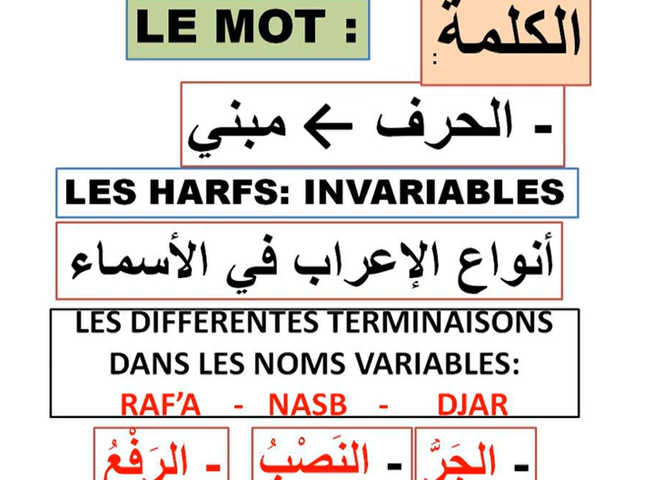 LE MOT :
الكلمة:
- الحرف ← مبني
LES HARFS: INVARIABLES
أنواع الإعراب في الأسماء
LES DIFFERENTES TERMINAISONS
DANS LES NOMS VARIABLES:
RAF’A - NASB - DJAR
- الجَرَّ - النَصْبُ - الرَفْعُ